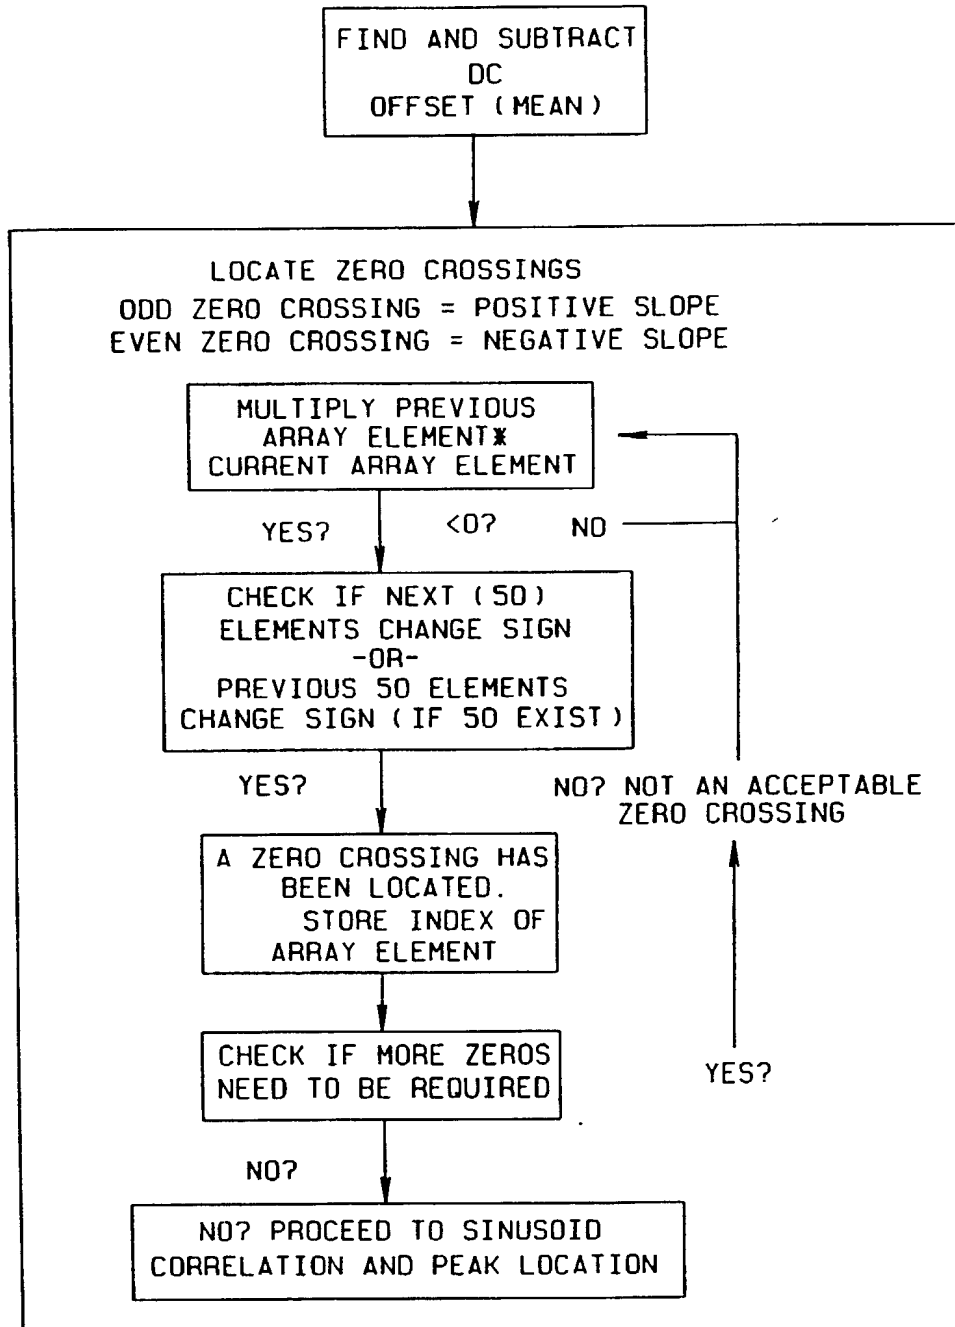 FIND AND SUBTRACT
DC
OFFSET (MEAN)
LOCATE ZERO CROSSINGS
ODD ZERO CROSSING = POSITIVE SLOPE
EVEN ZERO CROSSING = NEGATIVE SLOPE
MULTIPLY PREVIOUS
ARRAY ELEMENT*
CURRENT ARRAY ELEMENT
YES?
<0?
NO
CHECK IF NEXT (50)
ELEMENTS CHANGE SIGN
-OR-
PREVIOUS 50 ELEMENTS
CHANGE SIGN (IF 50 EXIST)
YES?
NO? NOT AN ACCEPTABLE
ZERO CROSSING
A ZERO CROSSING HAS
BEEN LOCATED.
STORE INDEX OF
ARRAY ELEMENT
CHECK IF MORE ZEROS
NEED TO BE REQUIRED
YES?
NO?
NO? PROCEED TO SINUSOID
CORRELATION AND PEAK LOCATION